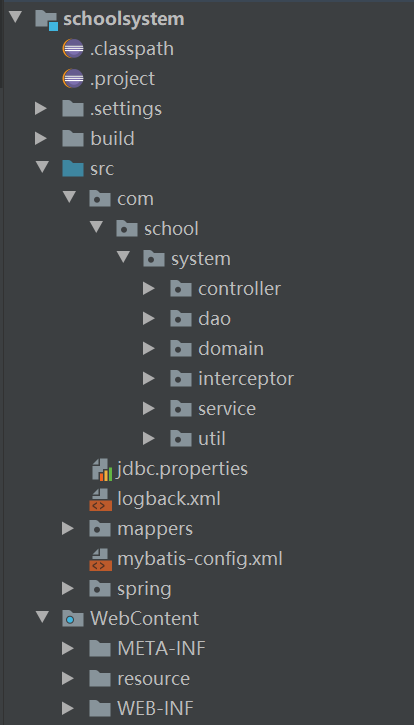 schoolsystem
.classpath
.project
.settings
build
src
com
school
system
controller
dao
domain
interceptor
service
util
jdbc.properties
logback.xml
mappers
mybatis-config.xml
spring
WebContent
META-INF
resource
WEB-INF